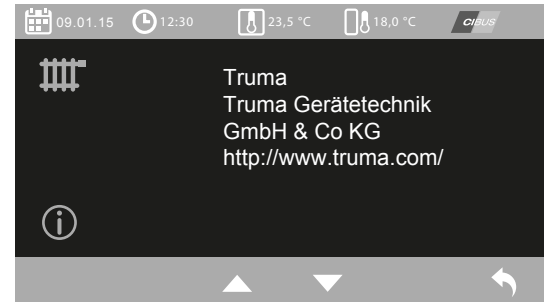 09.01.15 12:30 23,5 °C 18,0 °C CIBUS
Truma
Truma Gerätetechnik
GmbH & Co KG
http://www.truma.com/